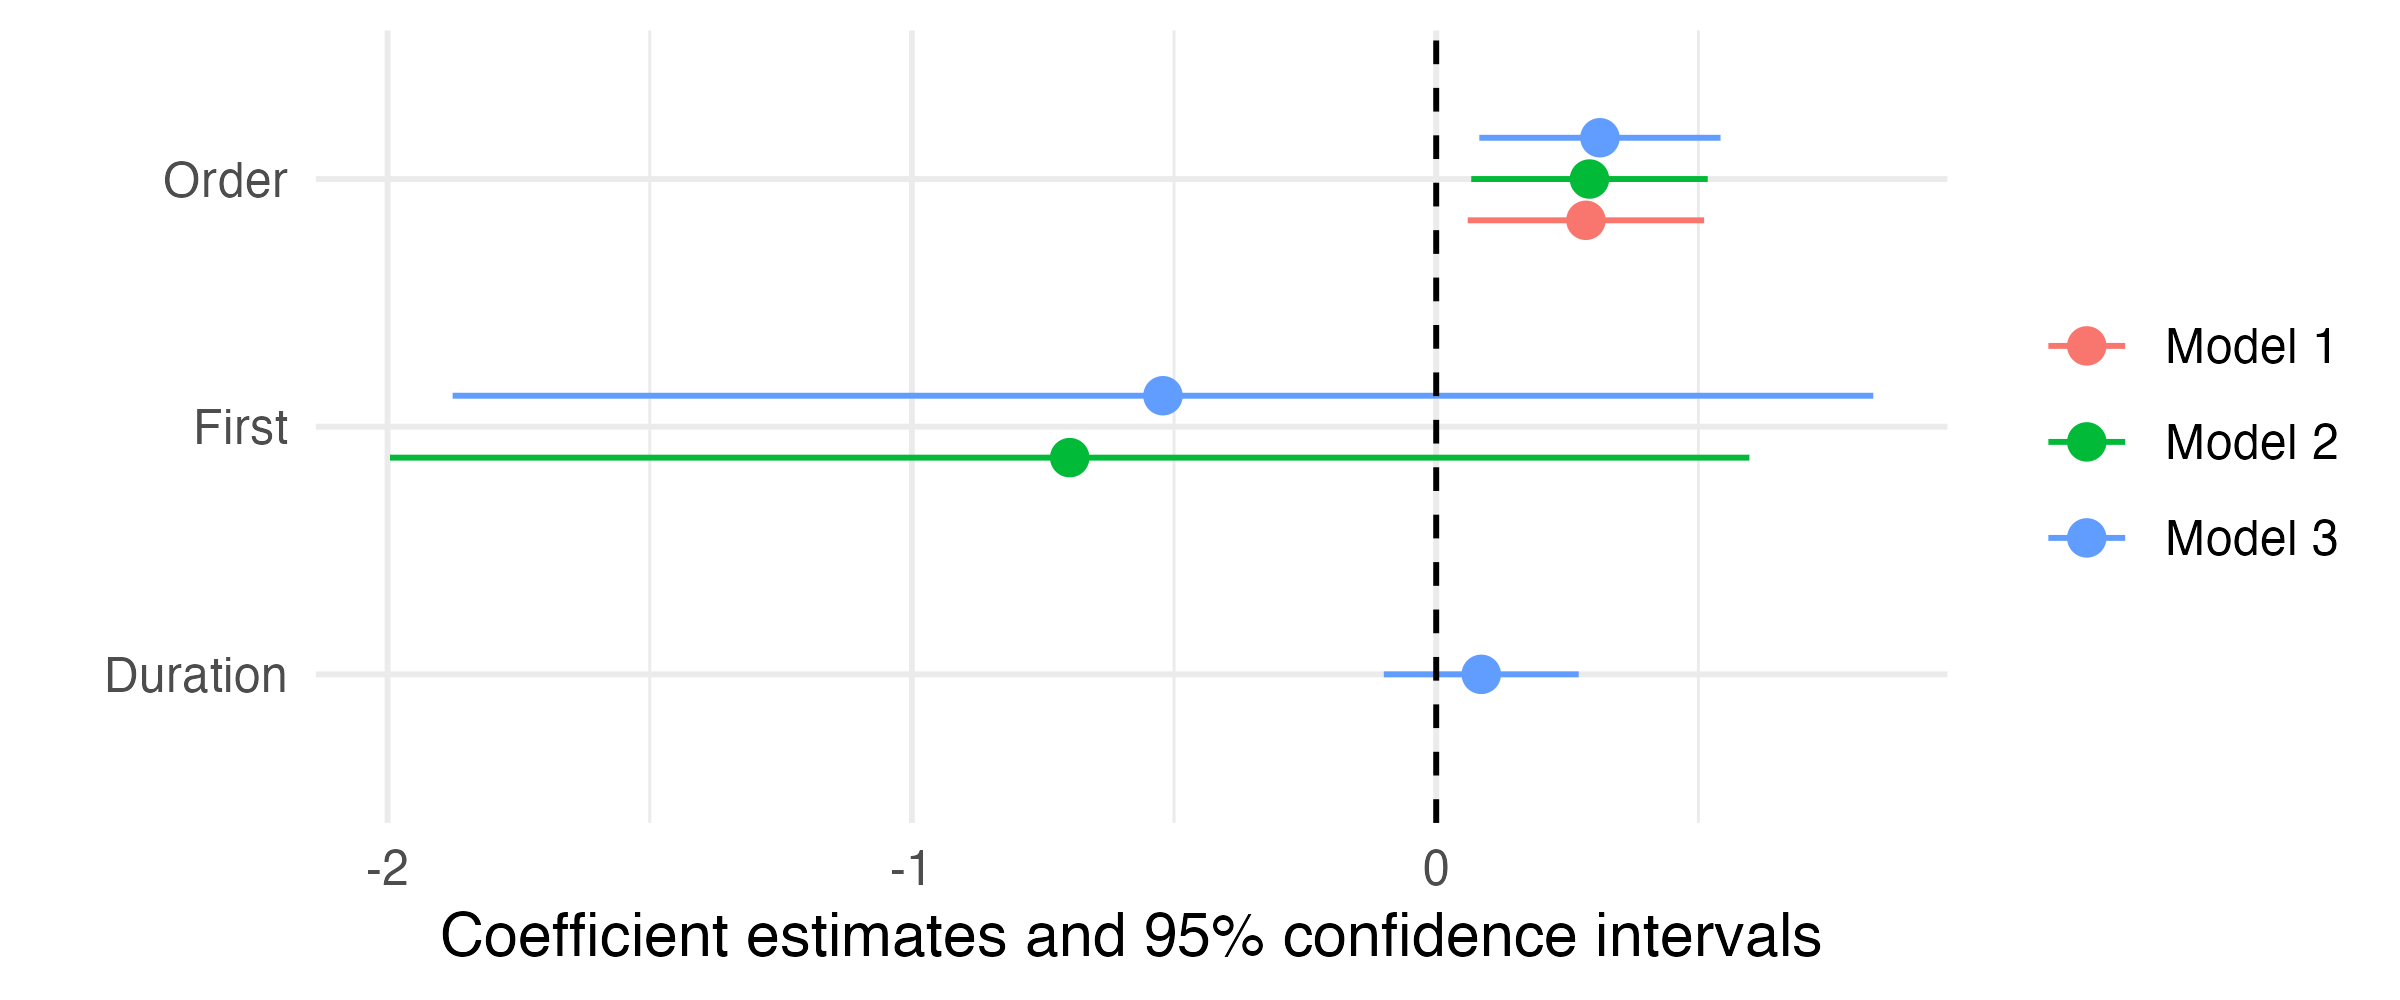 Order
First
Duration
-2
-1
0
Coefficient estimates and 95% confidence intervals
Model 1
Model 2
Model 3